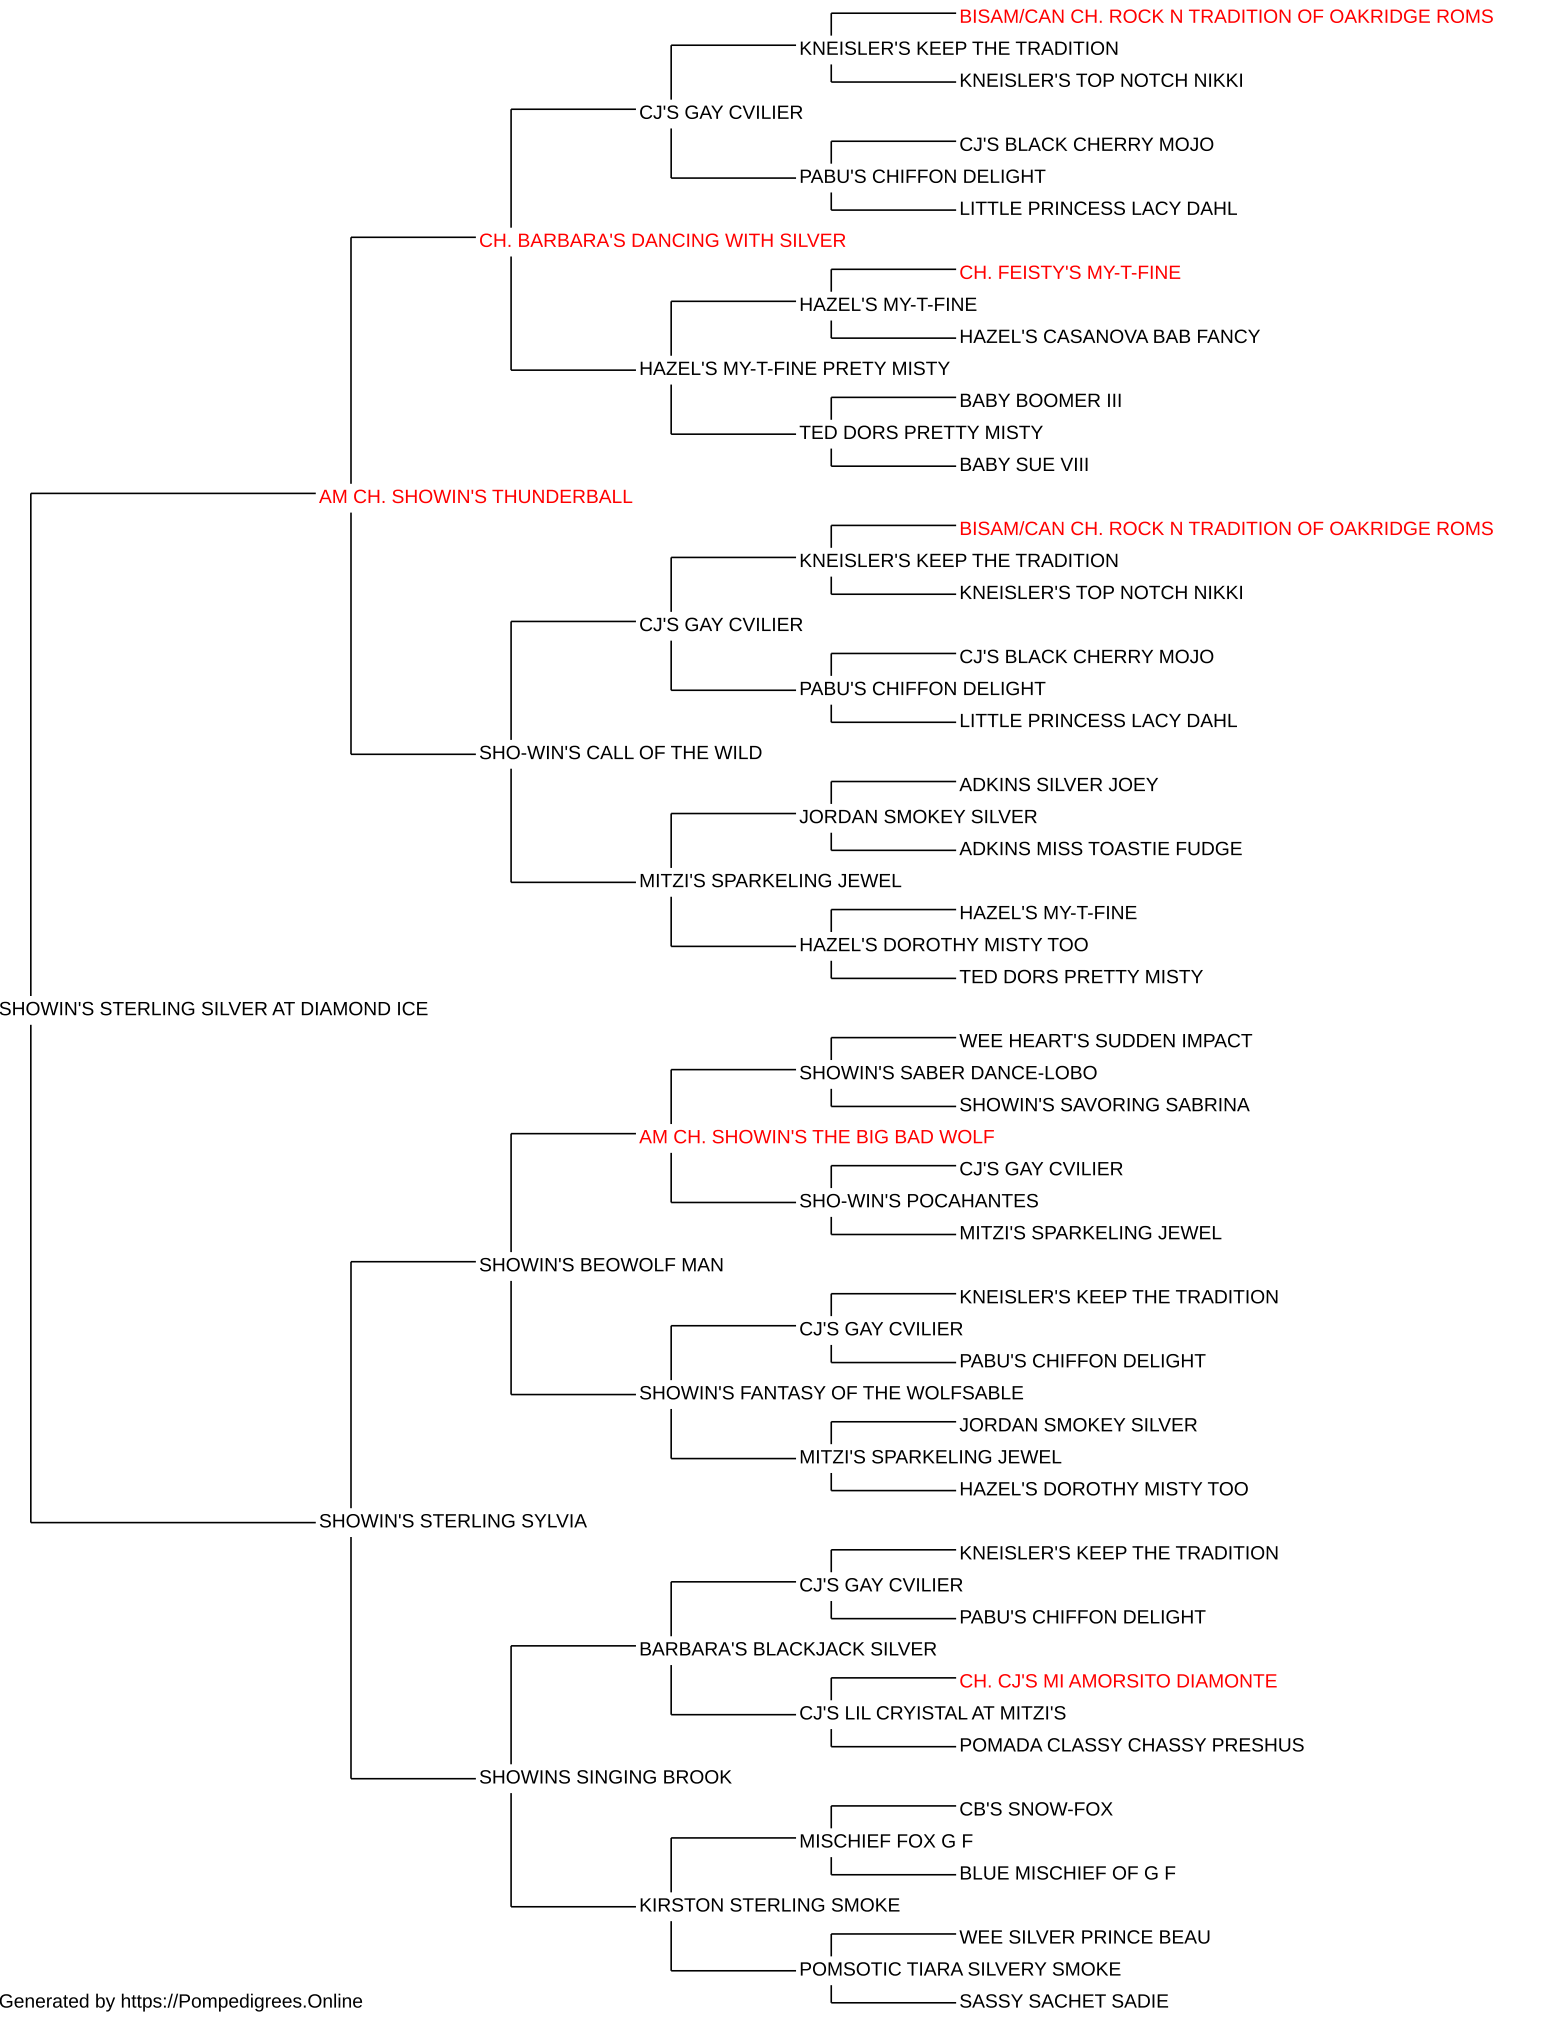 BISAM/CAN CH. ROCK N TRADITION OF OAKRIDGE ROMS
KNEISLER'S KEEP THE TRADITION
KNEISLER'S TOP NOTCH NIKKI
CJ'S GAY CVILIER
CJ'S BLACK CHERRY MOJO
PABU'S CHIFFON DELIGHT
LITTLE PRINCESS LACY DAHL
CH. BARBARA'S DANCING WITH SILVER
CH. FEISTY'S MY-T-FINE
HAZEL'S MY-T-FINE
HAZEL'S CASANOVA BAB FANCY
HAZEL'S MY-T-FINE PRETY MISTY
BABY BOOMER III
TED DORS PRETTY MISTY
BABY SUE VIII
AM CH. SHOWIN'S THUNDERBALL
BISAM/CAN CH. ROCK N TRADITION OF OAKRIDGE ROMS
KNEISLER'S KEEP THE TRADITION
KNEISLER'S TOP NOTCH NIKKI
CJ'S GAY CVILIER
CJ'S BLACK CHERRY MOJO
PABU'S CHIFFON DELIGHT
LITTLE PRINCESS LACY DAHL
SHO-WIN'S CALL OF THE WILD
ADKINS SILVER JOEY
JORDAN SMOKEY SILVER
ADKINS MISS TOASTIE FUDGE
MITZI'S SPARKELING JEWEL
HAZEL'S MY-T-FINE
HAZEL'S DOROTHY MISTY TOO
TED DORS PRETTY MISTY
SHOWIN'S STERLING SILVER AT DIAMOND ICE
WEE HEART'S SUDDEN IMPACT
SHOWIN'S SABER DANCE-LOBO
SHOWIN'S SAVORING SABRINA
AM CH. SHOWIN'S THE BIG BAD WOLF
CJ'S GAY CVILIER
SHO-WIN'S POCAHANTES
MITZI'S SPARKELING JEWEL
SHOWIN'S BEOWOLF MAN
KNEISLER'S KEEP THE TRADITION
CJ'S GAY CVILIER
PABU'S CHIFFON DELIGHT
SHOWIN'S FANTASY OF THE WOLFSABLE
JORDAN SMOKEY SILVER
MITZI'S SPARKELING JEWEL
HAZEL'S DOROTHY MISTY TOO
SHOWIN'S STERLING SYLVIA
KNEISLER'S KEEP THE TRADITION
CJ'S GAY CVILIER
PABU'S CHIFFON DELIGHT
BARBARA'S BLACKJACK SILVER
CH. CJ'S MI AMORSITO DIAMONTE
CJ'S LIL CRYISTAL AT MITZI'S
POMADA CLASSY CHASSY PRESHUS
SHOWINS SINGING BROOK
CB'S SNOW-FOX
MISCHIEF FOX G F
BLUE MISCHIEF OF G F
KIRSTON STERLING SMOKE
WEE SILVER PRINCE BEAU
POMSOTIC TIARA SILVERY SMOKE
SASSY SACHET SADIE
Generated by https://Pompedigrees.Online